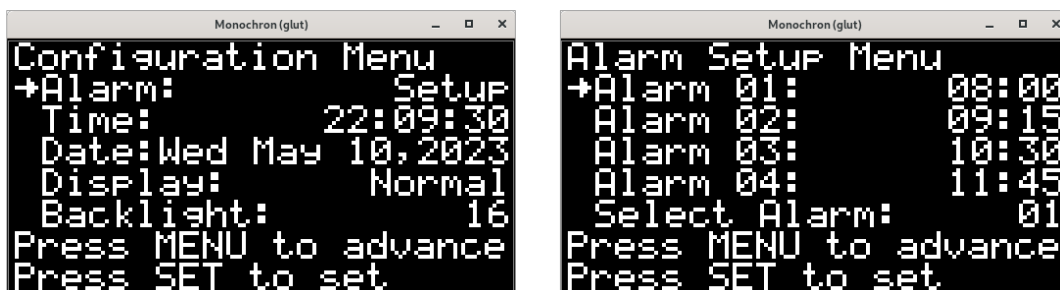 Monochron (glut)
Configuration Menu
Alarm: Setup
Time: 22:09:30
Date:Wed May 10,2023
Display: Normal
Backlight: 16
Press MENU to advance
Press SET to set
Monochron (glut)
Alarm Setup Menu
Alarm 01: 08:00
Alarm 02: 09:15
Alarm 03: 10:30
Alarm 04: 11:45
Select Alarm: 01
Press MENU to advance
Press SET to set